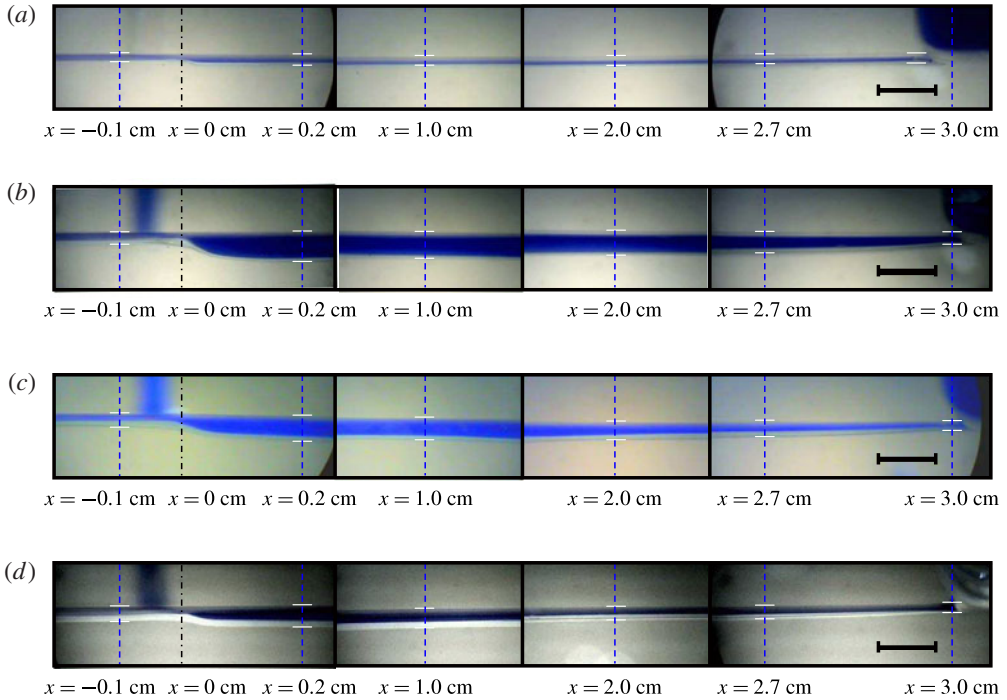 (a)
x = −0.1 cm x = 0 cm x = 0.2 cm x = 1.0 cm x = 2.0 cm x = 2.7 cm x = 3.0 cm
(b)
x = −0.1 cm x = 0 cm x = 0.2 cm x = 1.0 cm x = 2.0 cm x = 2.7 cm x = 3.0 cm
(c)
x = −0.1 cm x = 0 cm x = 0.2 cm x = 1.0 cm x = 2.0 cm x = 2.7 cm x = 3.0 cm
(d)
x = −0.1 cm x = 0 cm x = 0.2 cm x = 1.0 cm x = 2.0 cm x = 2.7 cm x = 3.0 cm